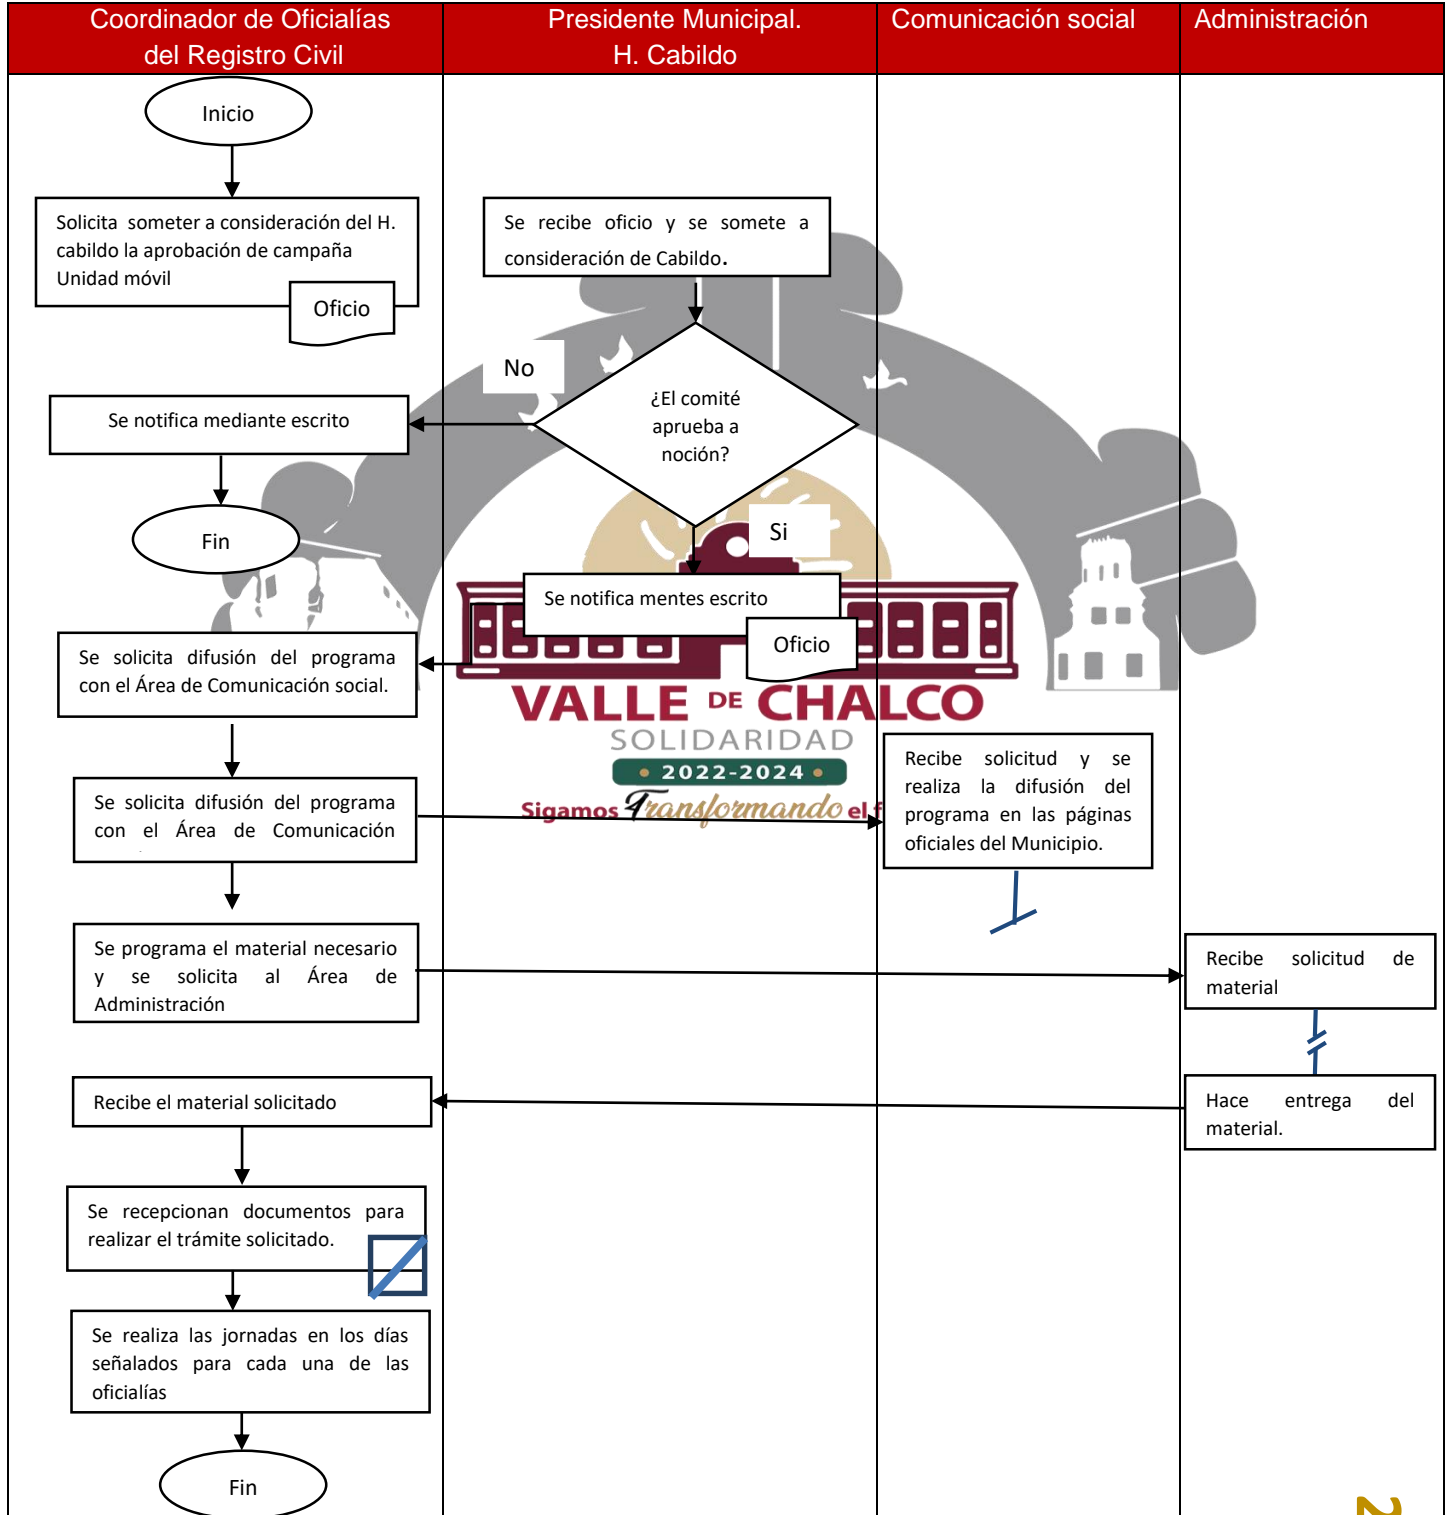 Coordinador de Oficialías
del Registro Civil
Presidente Municipal.
H. Cabildo
Comunicación social
Administración
Inicio
Solicita someter a consideración del H.
cabildo la aprobación de campaña
Unidad móvil
Oficio
Se recibe oficio y se somete a
consideración de Cabildo.
No
¿El comité
aprueba a
noción?
Se notifica mediante escrito
Fin
Si
Se notifica mentes escrito
Oficio
Se solicita difusión del programa
con el Área de Comunicación social.
VALLE DE CHALCO
SOLIDARIDAD
• 2022-2024 •
Sigamos Transformando el f
Se solicita difusión del programa
con el Área de Comunicación
Recibe solicitud y se
realiza la difusión del
programa en las páginas
oficiales del Municipio.
Se programa el material necesario
y se solicita al Área de
Administración
Recibe solicitud de
material
Recibe el material solicitado
Hace entrega del
material.
Se recepcionan documentos para
realizar el trámite solicitado.
Se realiza las jornadas en los días
señalados para cada una de las
oficialías
Fin
2